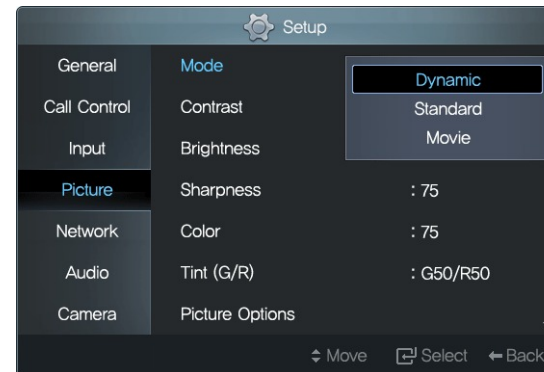 Setup
General
Call Control
Input
Picture
Network
Audio
Camera
Mode
Contrast
Brightness
Sharpness : 75
Color : 75
Tint (G/R) : G50/R50
Picture Options
Dynamic
Standard
Movie
Move Select Back